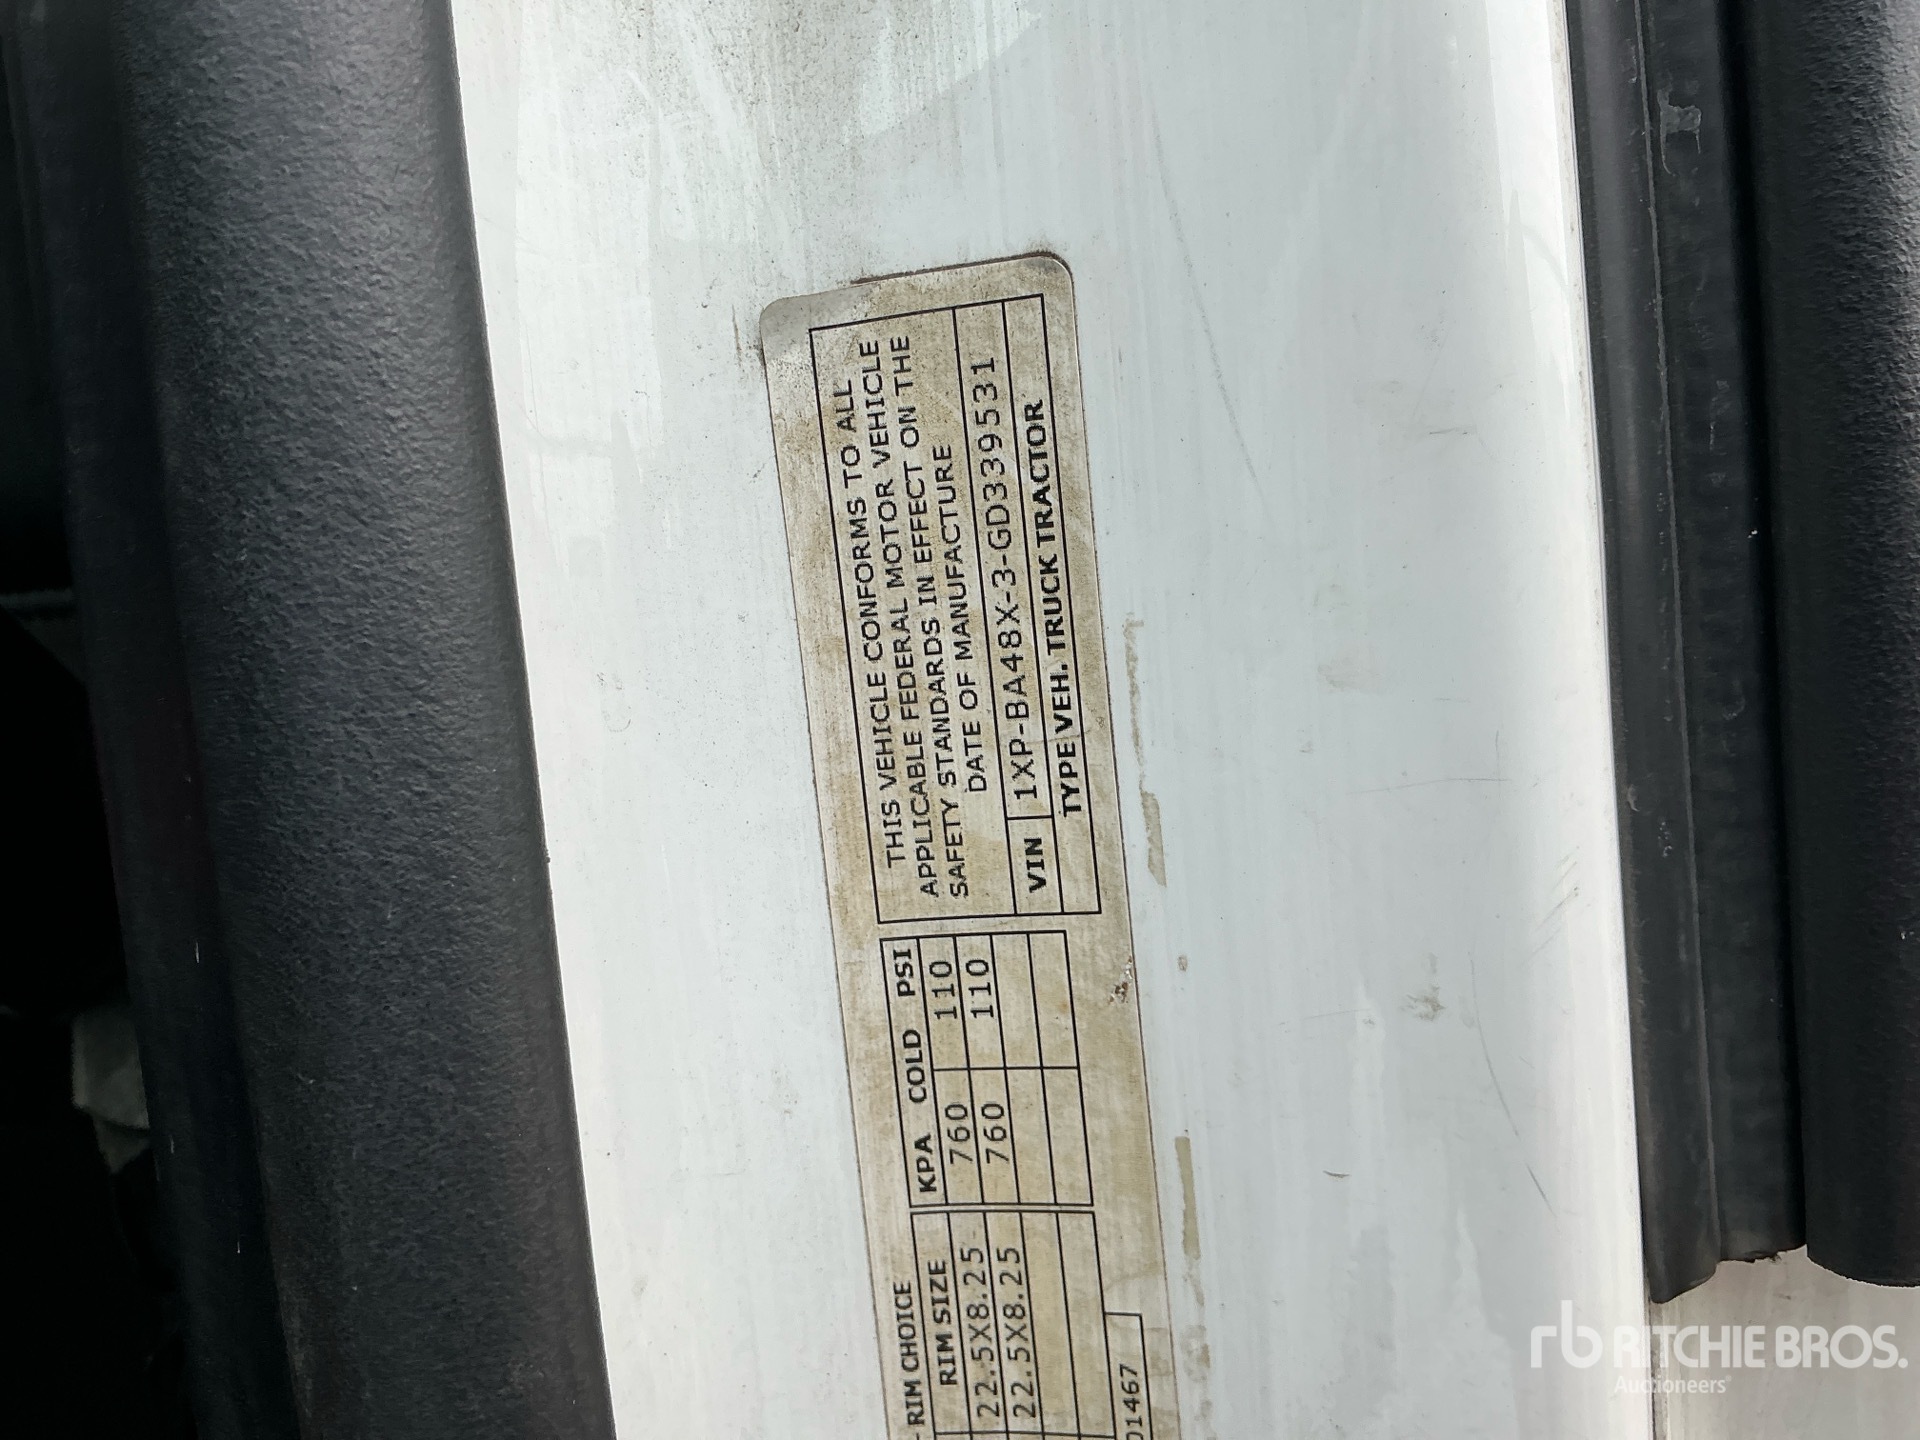 THIS VEHICLE CONFORMS TO ALL
APPLICABLE FEDERAL MOTOR VEHICLE
SAFETY STANDARDS IN EFFECT ON THE
DATE OF MANUFACTURE
VIN 1XP-BA48X-3-GD339531
TYPE VEH. TRUCK TRACTOR
KPA COLD PSI
760 110
760 110
- RIM CHOICE
RIM SIZE
22.5X8.25
22.5X8.25
01467
rb RITCHIE BROS.
Auctioneers